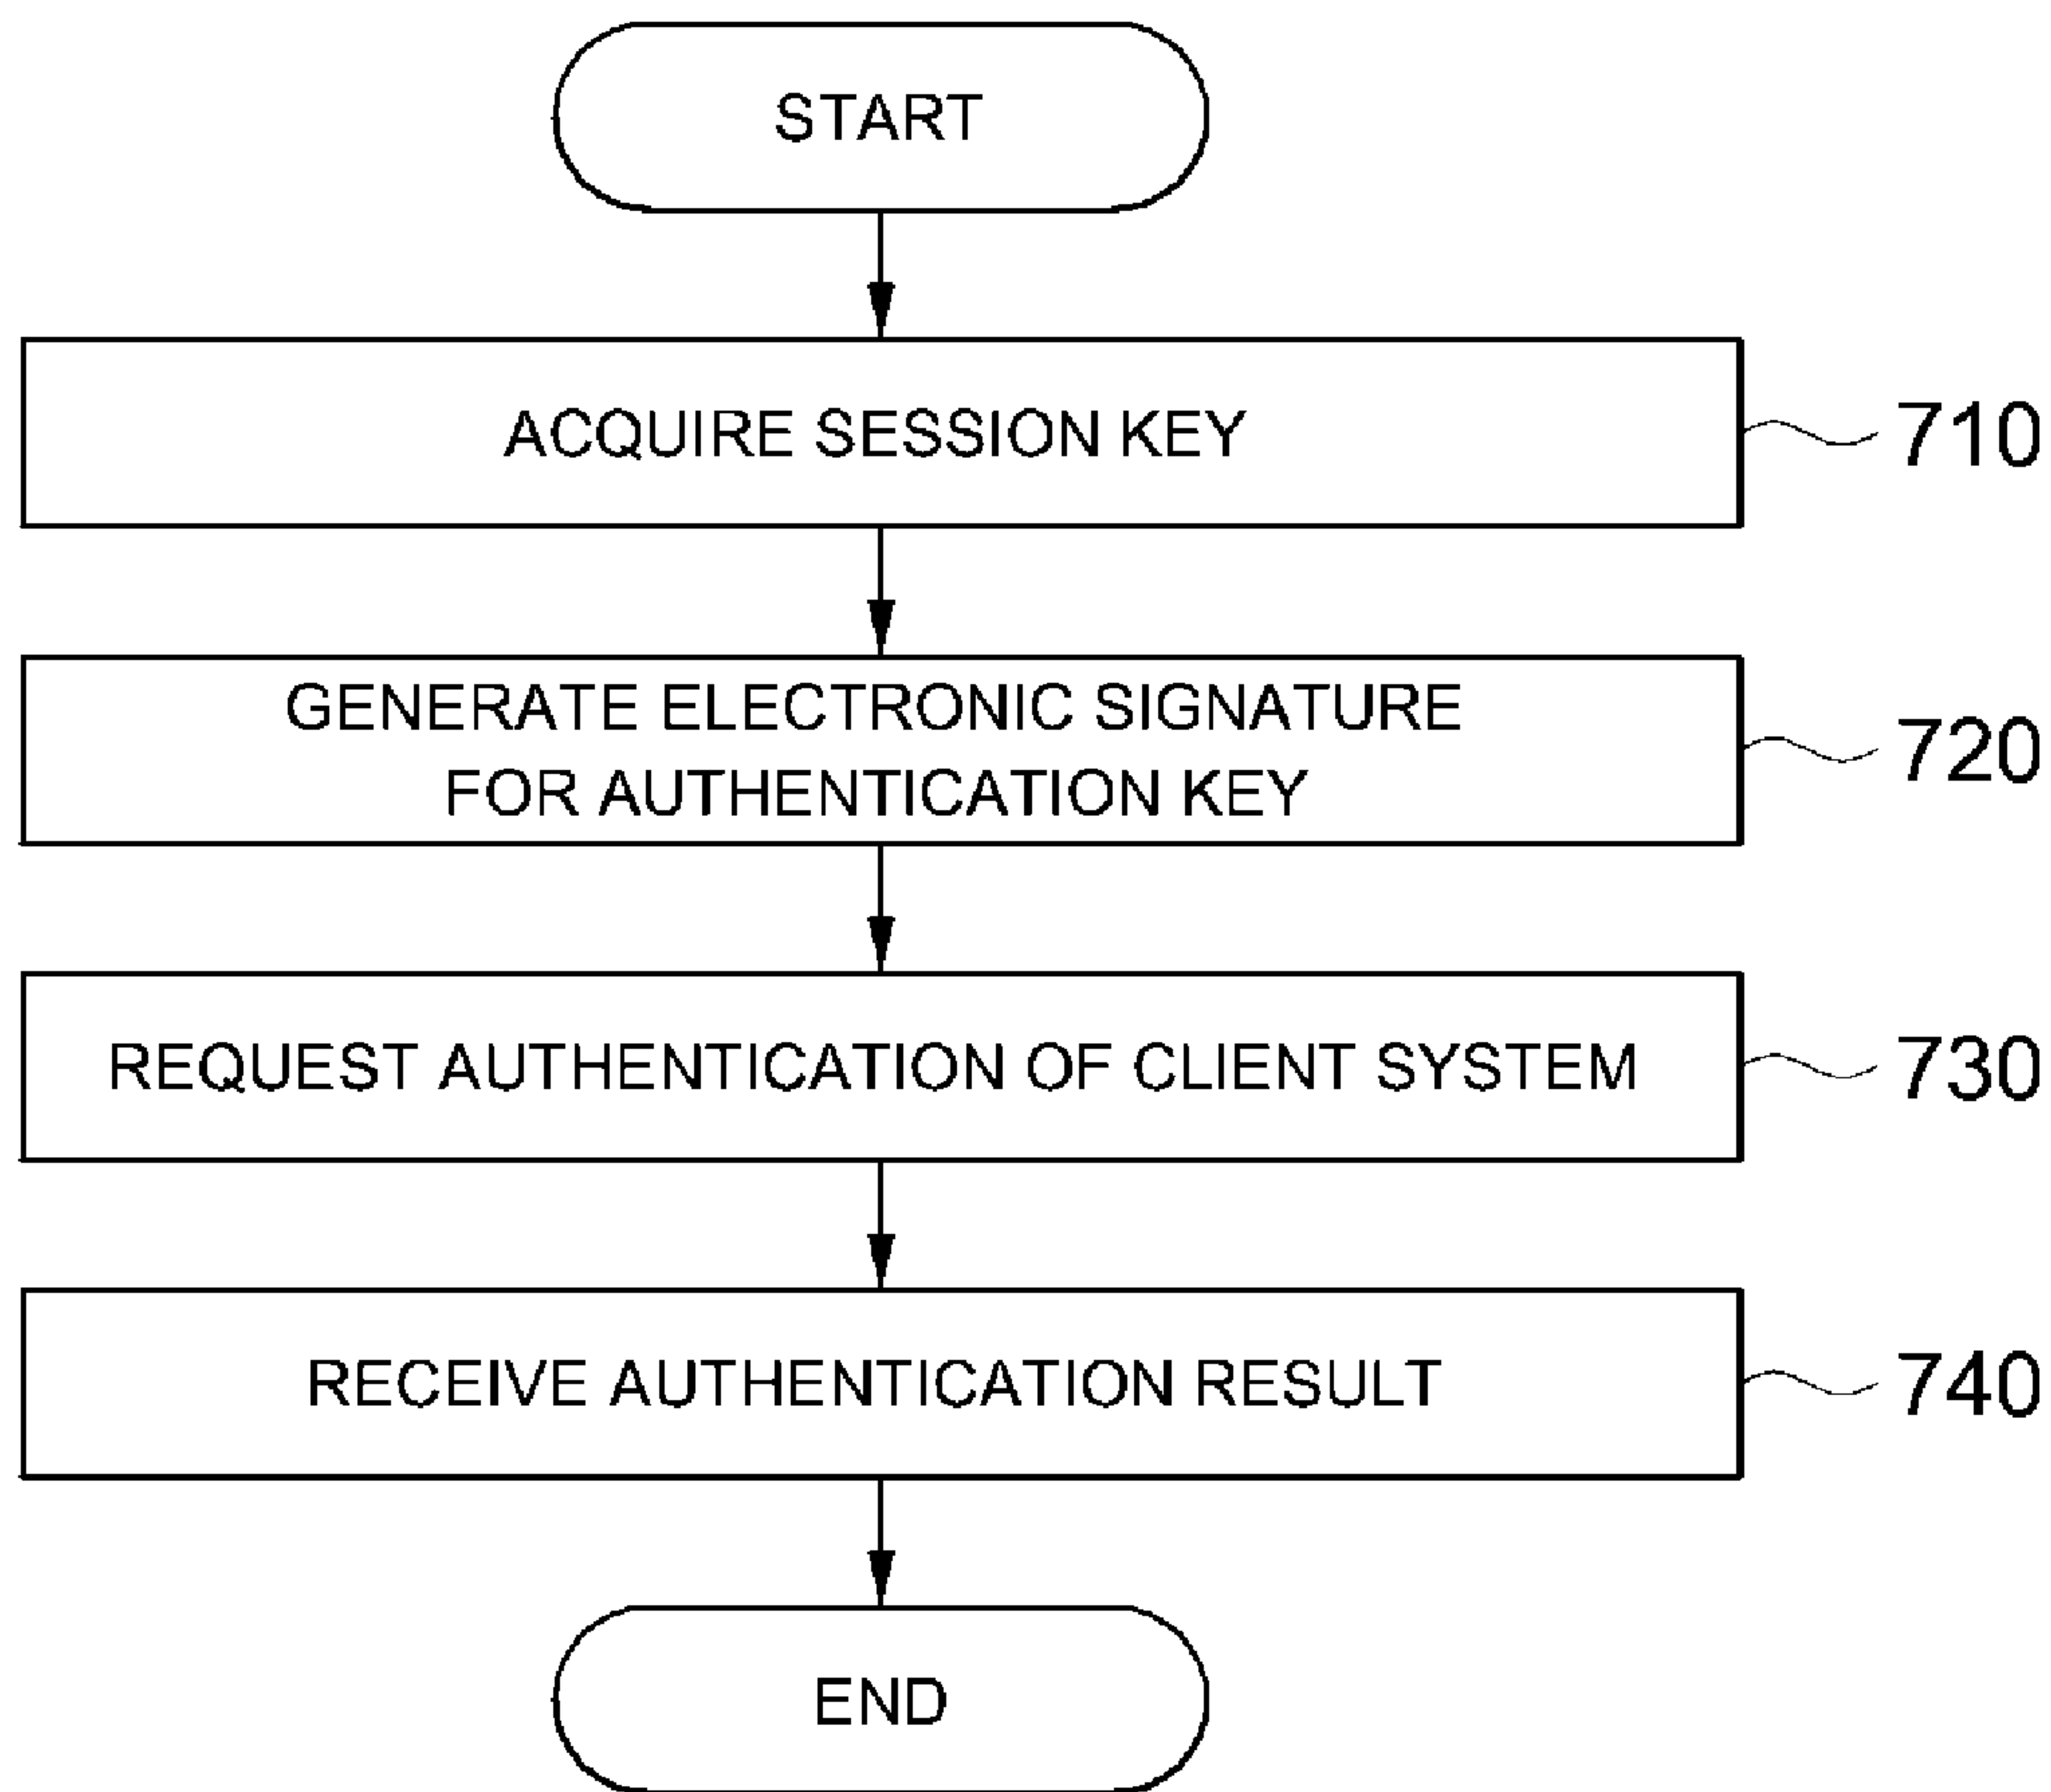 START
ACQUIRE SESSION KEY
710
GENERATE ELECTRONIC SIGNATURE
FOR AUTHENTICATION KEY
720
REQUEST AUTHENTICATION OF CLIENT SYSTEM
730
RECEIVE AUTHENTICATION RESULT
740
END